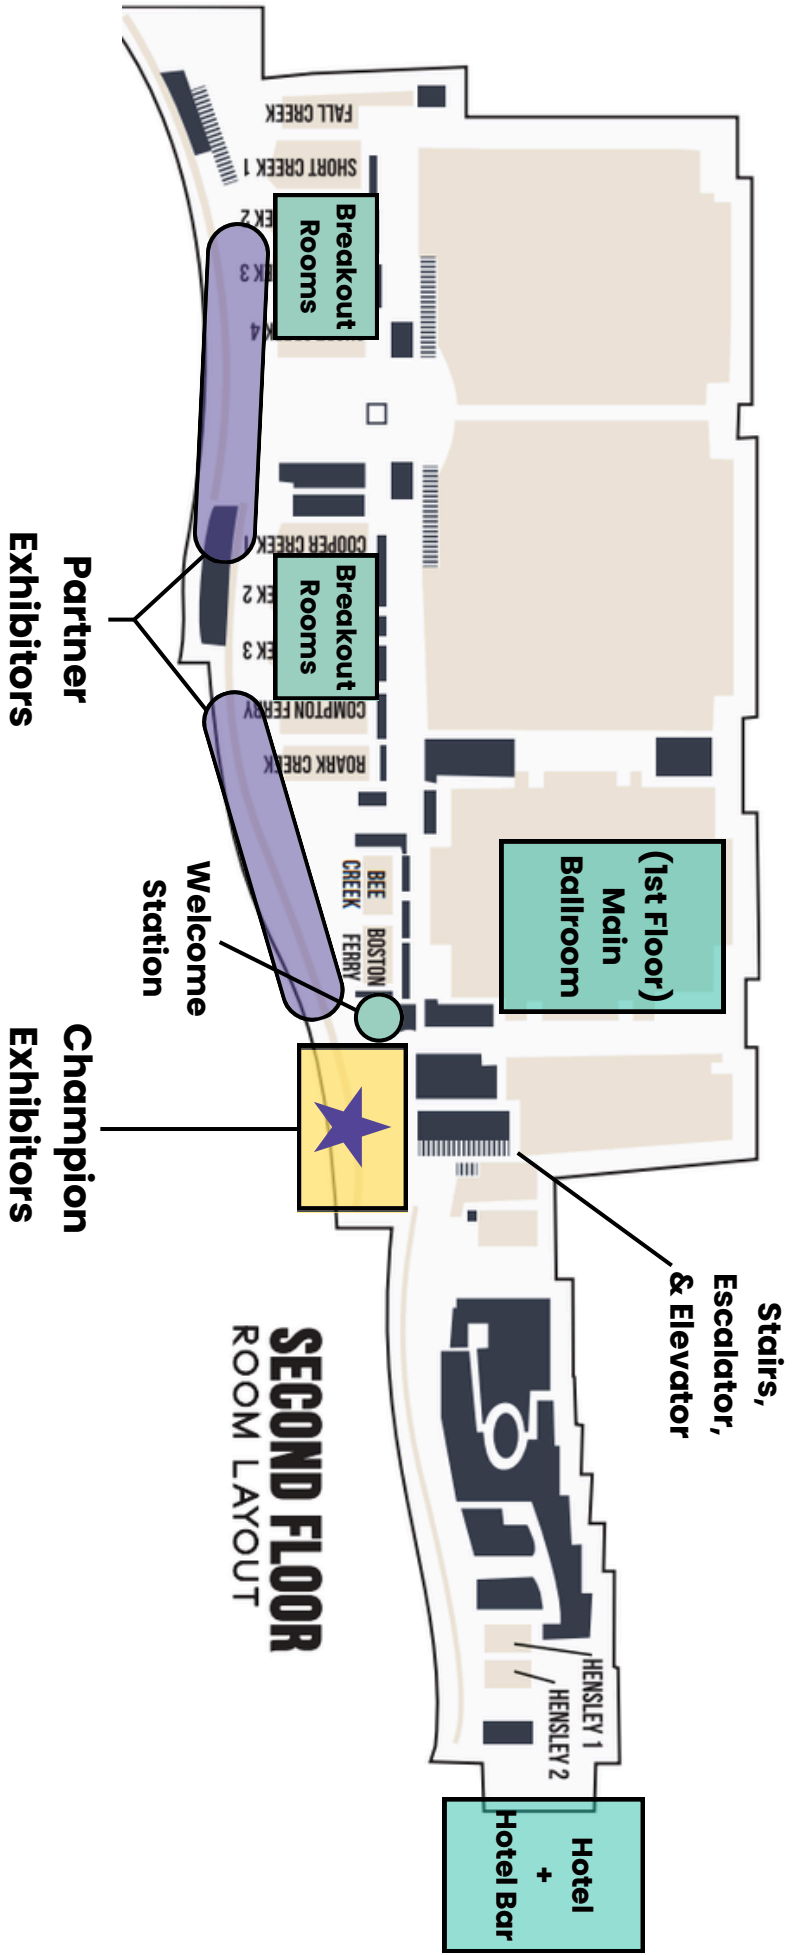 FALL CREEK
SHORT CREEK 1
EK 2
EK 3
K 4
Breakout
Rooms
COOPER CREEK 1
EK 2
EK 3
Breakout
Rooms
COMPTON FERRY
ROARK CREEK
BEE
CREEK
BOSTON
FERRY
(1st Floor)
Main
Ballroom
Partner
Exhibitors
Welcome
Station
Champion
Exhibitors
Stairs,
Escalator,
& Elevator
SECOND FLOOR
ROOM LAYOUT
HENSLEY 1
HENSLEY 2
Hotel
+
Hotel Bar